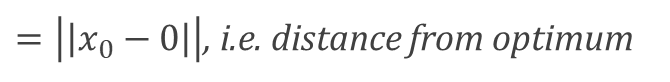 = ||x₀ − 0||, i.e. distance from optimum